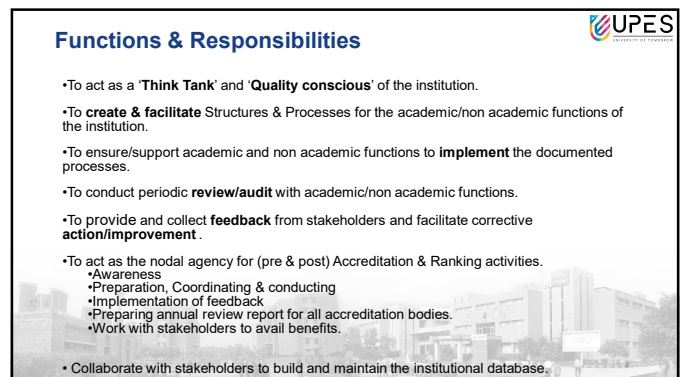 UPES
UNIVERSITY OF TOMORROW
Functions & Responsibilities
•To act as a ‘Think Tank’ and ‘Quality conscious’ of the institution.
•To create & facilitate Structures & Processes for the academic/non academic functions of
the institution.
•To ensure/support academic and non academic functions to implement the documented
processes.
•To conduct periodic review/audit with academic/non academic functions.
•To provide and collect feedback from stakeholders and facilitate corrective
action/improvement .
•To act as the nodal agency for (pre & post) Accreditation & Ranking activities.
•Awareness
•Preparation, Coordinating & conducting
•Implementation of feedback
•Preparing annual review report for all accreditation bodies.
•Work with stakeholders to avail benefits.
• Collaborate with stakeholders to build and maintain the institutional database.